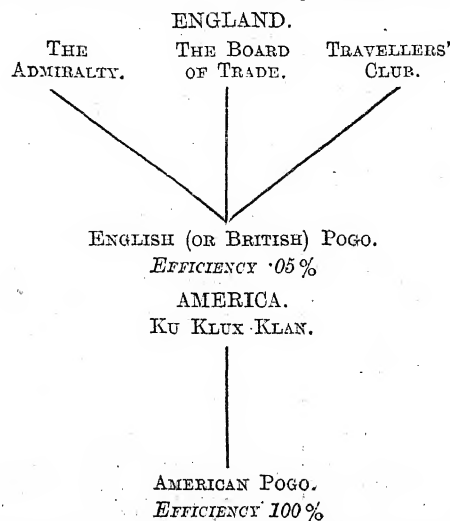 ENGLAND.
THE ADMIRALTY.
THE BOARD OF TRADE.
TRAVELLERS' CLUB.
ENGLISH (OR BRITISH) POGO.
EFFICIENCY ·05%
AMERICA.
KU KLUX KLAN.
AMERICAN POGO.
EFFICIENCY 100%